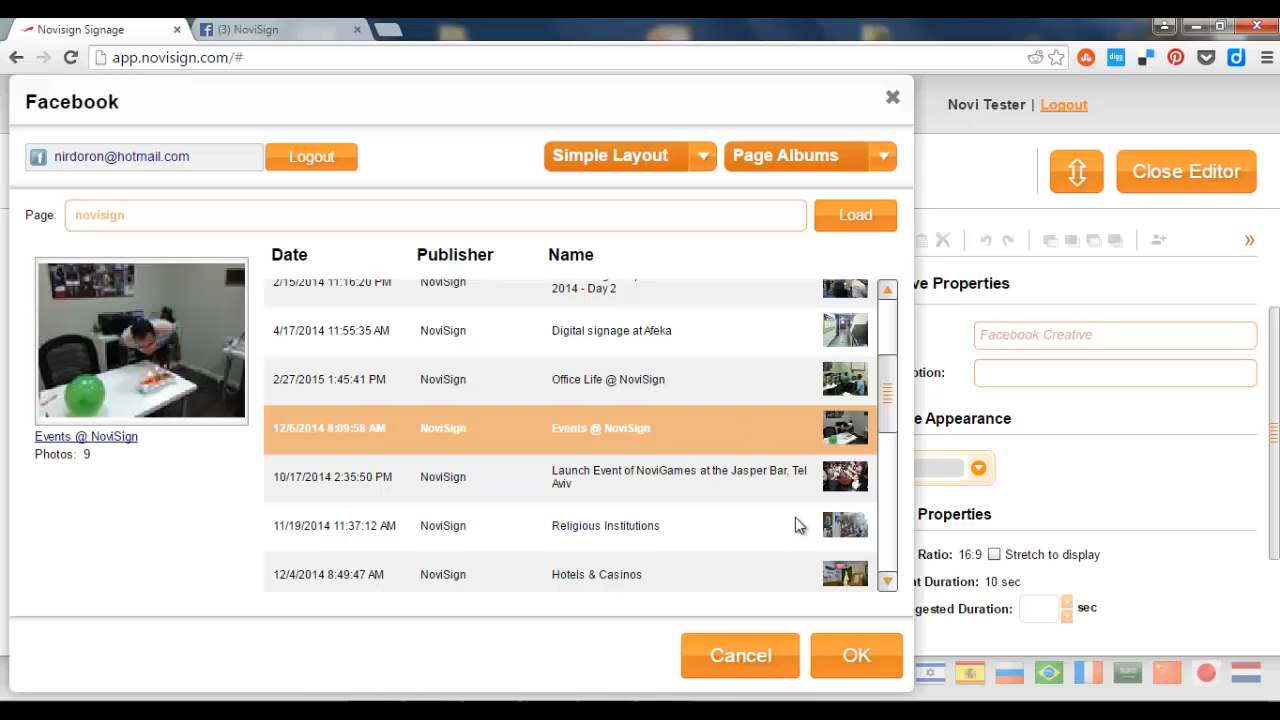 Novisign Signage
(3) NoviSign
app.novisign.com/#
digg
Facebook
Novi Tester | Logout
nirdoron@hotmail.com
Logout
Simple Layout
Page Albums
Close Editor
Page:
novisign
Load
Date
Publisher
Name
2/15/2014 11:16:20 PM
NoviSign
2014 - Day 2
4/17/2014 11:55:35 AM
NoviSign
Digital signage at Afeka
2/27/2015 1:45:41 PM
NoviSign
Office Life @ NoviSign
12/6/2014 8:09:58 AM
NoviSign
Events @ NoviSign
10/17/2014 2:35:50 PM
NoviSign
Launch Event of NoviGames at the Jasper Bar, Tel
Aviv
11/19/2014 11:37:12 AM
NoviSign
Religious Institutions
12/4/2014 8:49:47 AM
NoviSign
Hotels & Casinos
Events @ NoviSign
Photos: 9
Cancel
OK
ve Properties
Facebook Creative
ption:
e Appearance
Properties
Ratio: 16:9
Stretch to display
t Duration: 10 sec
gested Duration:
sec